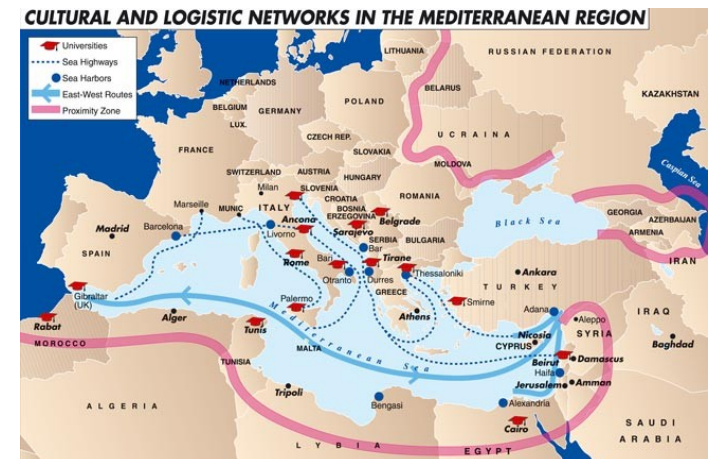 CULTURAL AND LOGISTIC NETWORKS IN THE MEDITERRANEAN REGION
Universities
Sea Highways
Sea Harbors
East-West Routes
Proximity Zone
LITHUANIA
RUSSIAN FEDERATION
NETHERLANDS
BELARUS
KAZAKHSTAN
BELGIUM
GERMANY
POLAND
LUX.
UCRAINA
CZECH REP.
FRANCE
SLOVAKIA
MOLDOVA
Caspian Sea
SWITZERLAND
AUSTRIA
HUNGARY
SLOVENIA
Milan
CROATIA
ROMANIA
Marseille
MUNIC
ITALY
BOSNIA
ERZEGOVINA
Belgrade
GEORGIA
Ancona
Black Sea
AZERBAIJAN
Barcelona
Livorno
Sarajevo
ARMENIA
Madrid
SERBIA
BULGARIA
Bar
SPAIN
Rome
Bari
Tirane
IRAN
Otranto
Durres
Thessaloniki
Ankara
GREECE
TURKEY
Gibraltar
(UK)
Palermo
Smirne
Adana
IRAQ
Alger
Athens
Aleppo
Rabat
Tunis
Mediterranean Sea
Nicosia
SYRIA
MOROCCO
MALTA
CYPRUS
Baghdad
TUNISIA
Beirut
Damascus
Haifa
Tripoli
Jerusalem
Amman
ALGERIA
Bengasi
Alexandria
Cairo
SAUDI
ARABIA
LYBIA
EGYPT